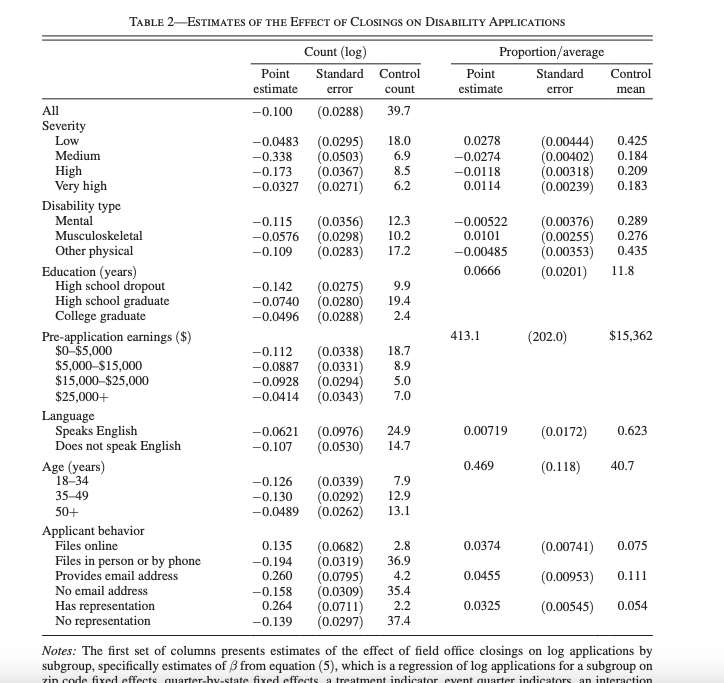 TABLE 2—ESTIMATES OF THE EFFECT OF CLOSINGS ON DISABILITY APPLICATIONS
Count (log) Proportion/average
Point estimate Standard error Control count Point estimate Standard error Control mean
All −0.100 (0.0288) 39.7
Severity
Low −0.0483 (0.0295) 18.0 0.0278 (0.00444) 0.425
Medium −0.338 (0.0503) 6.9 −0.0274 (0.00402) 0.184
High −0.173 (0.0367) 8.5 −0.0118 (0.00318) 0.209
Very high −0.0327 (0.0271) 6.2 0.0114 (0.00239) 0.183
Disability type
Mental −0.115 (0.0356) 12.3 −0.00522 (0.00376) 0.289
Musculoskeletal −0.0576 (0.0298) 10.2 0.0101 (0.00255) 0.276
Other physical −0.109 (0.0283) 17.2 −0.00485 (0.00353) 0.435
Education (years) 0.0666 (0.0201) 11.8
High school dropout −0.142 (0.0275) 9.9
High school graduate −0.0740 (0.0280) 19.4
College graduate −0.0496 (0.0288) 2.4
Pre-application earnings ($) 413.1 (202.0) $15,362
$0–$5,000 −0.112 (0.0338) 18.7
$5,000–$15,000 −0.0887 (0.0331) 8.9
$15,000–$25,000 −0.0928 (0.0294) 5.0
$25,000+ −0.0414 (0.0343) 7.0
Language
Speaks English −0.0621 (0.0976) 24.9 0.00719 (0.0172) 0.623
Does not speak English −0.107 (0.0530) 14.7
Age (years) 0.469 (0.118) 40.7
18–34 −0.126 (0.0339) 7.9
35–49 −0.130 (0.0292) 12.9
50+ −0.0489 (0.0262) 13.1
Applicant behavior
Files online 0.135 (0.0682) 2.8 0.0374 (0.00741) 0.075
Files in person or by phone −0.194 (0.0319) 36.9
Provides email address 0.260 (0.0795) 4.2 0.0455 (0.00953) 0.111
No email address −0.158 (0.0309) 35.4
Has representation 0.264 (0.0711) 2.2 0.0325 (0.00545) 0.054
No representation −0.139 (0.0297) 37.4
Notes: The first set of columns presents estimates of the effect of field office closings on log applications by
subgroup, specifically estimates of β from equation (5), which is a regression of log applications for a subgroup on
zip code fixed effects, quarter-by-state fixed effects, a treatment indicator, event quarter indicators, an interaction